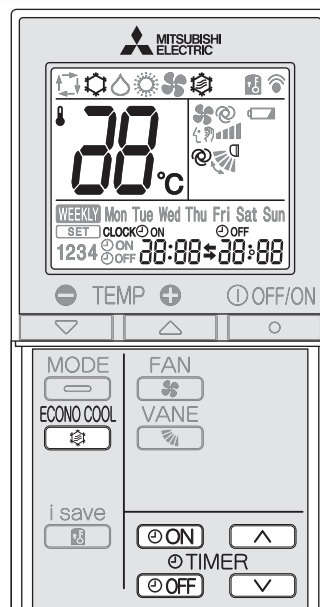 MITSUBISHI
ELECTRIC
88°C
WEEKLY Mon Tue Wed Thu Fri Sat Sun
SET CLOCK ON OFF
1234 ON OFF 88:88 88:88
TEMP OFF/ON
MODE FAN
ECONO COOL VANE
i save
ON
TIMER
OFF